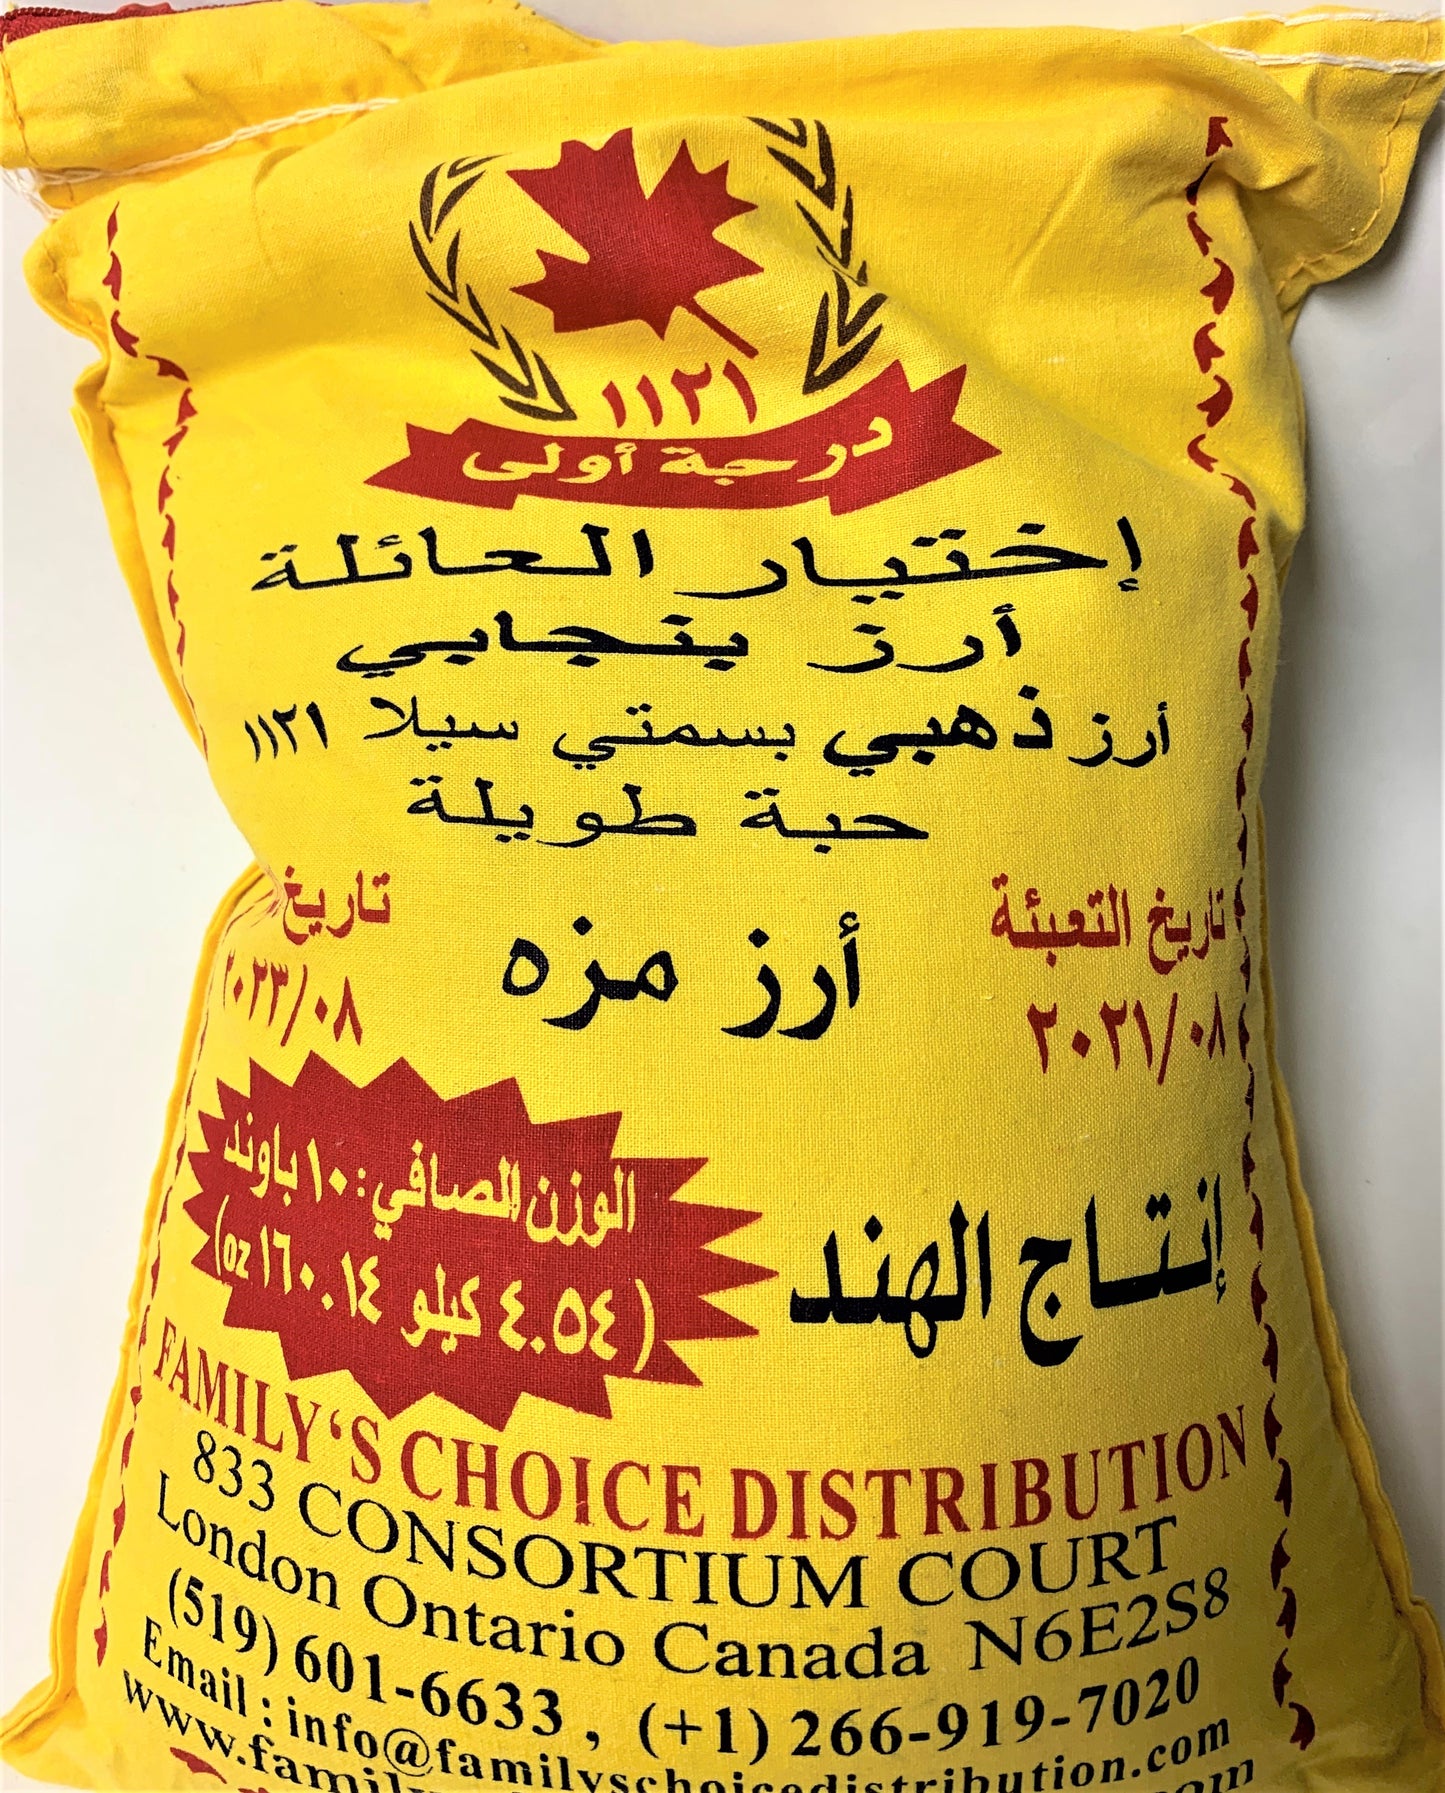 ١١٢١
درجة أولى
إختيار العائلة
أرز بنجابي
أرز ذهبي بسمتي سيلا ١١٢١
حبة طويلة
تاريخ التعبئة
٢٠٢١/٠٨
أرز مزه
تاريخ
٢٠٢٣/٠٨
إنتاج الهند
الوزن الصافي: ١٠ باوند
(٤.٥٤ كيلو ١٦٠.١٤ oz)
FAMILY'S CHOICE DISTRIBUTION
833 CONSORTIUM COURT
London Ontario Canada N6E2S8
(519) 601-6633 , (+1) 266-919-7020
Email : info@familyschoicedistribution.com